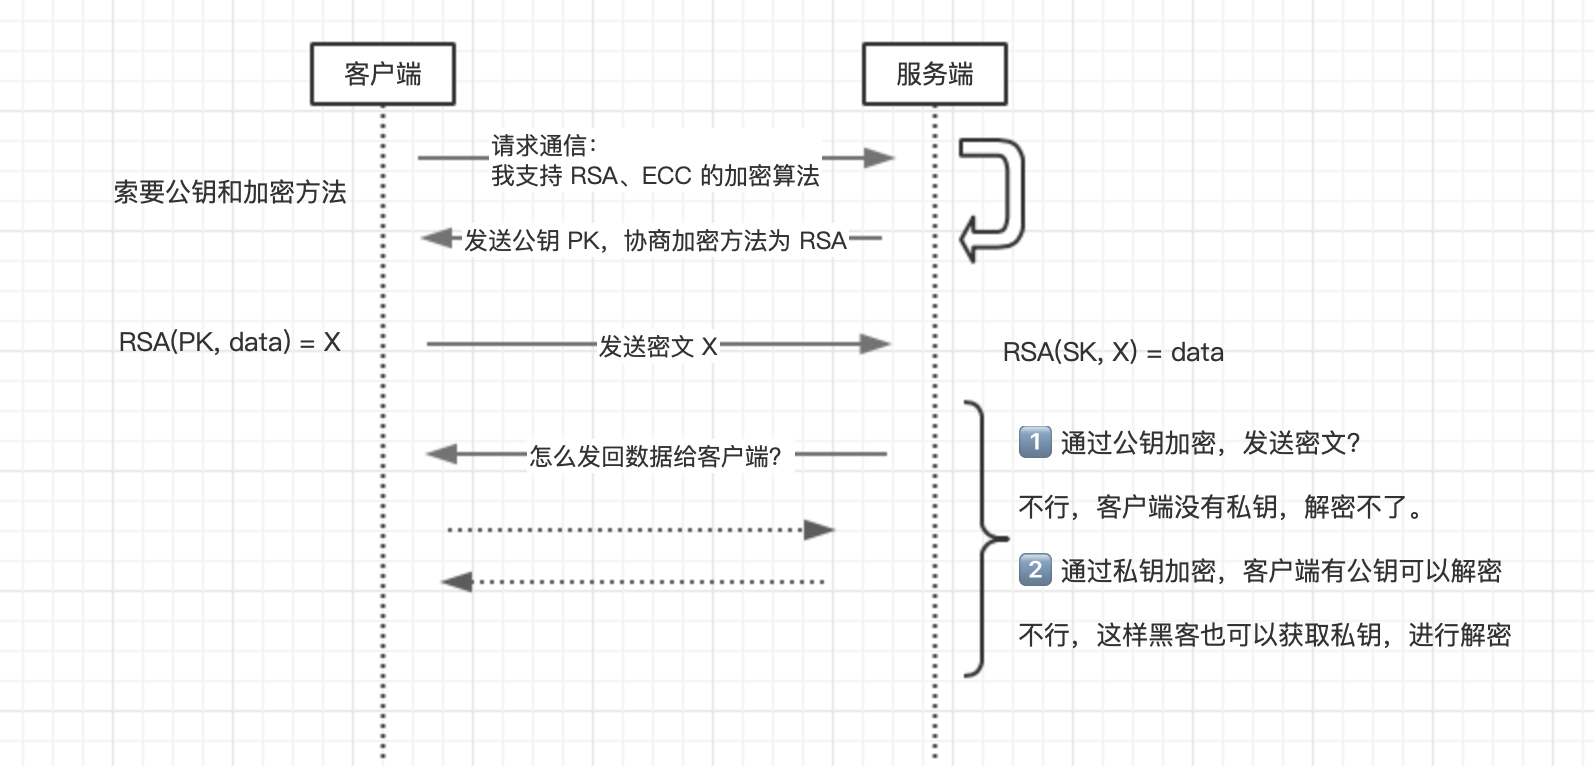 客户端
服务端
请求通信：
我支持 RSA、ECC 的加密算法
索要公钥和加密方法
发送公钥 PK，协商加密方法为 RSA
RSA(PK, data) = X
发送密文 X
RSA(SK, X) = data
怎么发回数据给客户端？
1 通过公钥加密，发送密文？
不行，客户端没有私钥，解密不了。
2 通过私钥加密，客户端有公钥可以解密
不行，这样黑客也可以获取私钥，进行解密